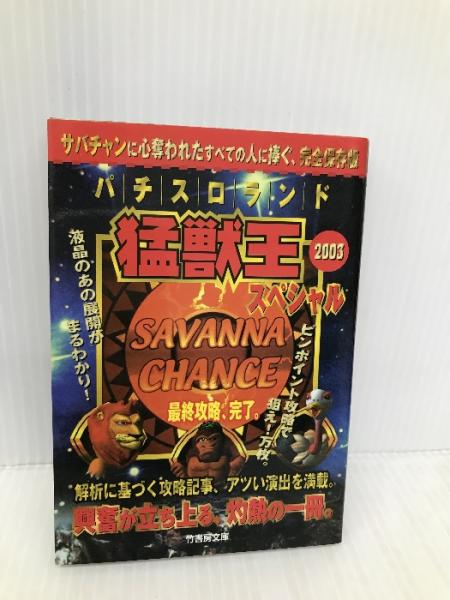 サバチャンに心奪われたすべての人に捧ぐ、完全保存版
パチスロランド
猛獣王
2003
スペシャル
液晶のあの展開が
まるわかり!
SAVANNA
CHANCE
ピンポイント攻略で
狙え!万枚。
最終攻略、完了。
解析に基づく攻略記事、アツい演出を満載。
興奮が立ち上る、灼熱の一冊。
竹書房文庫